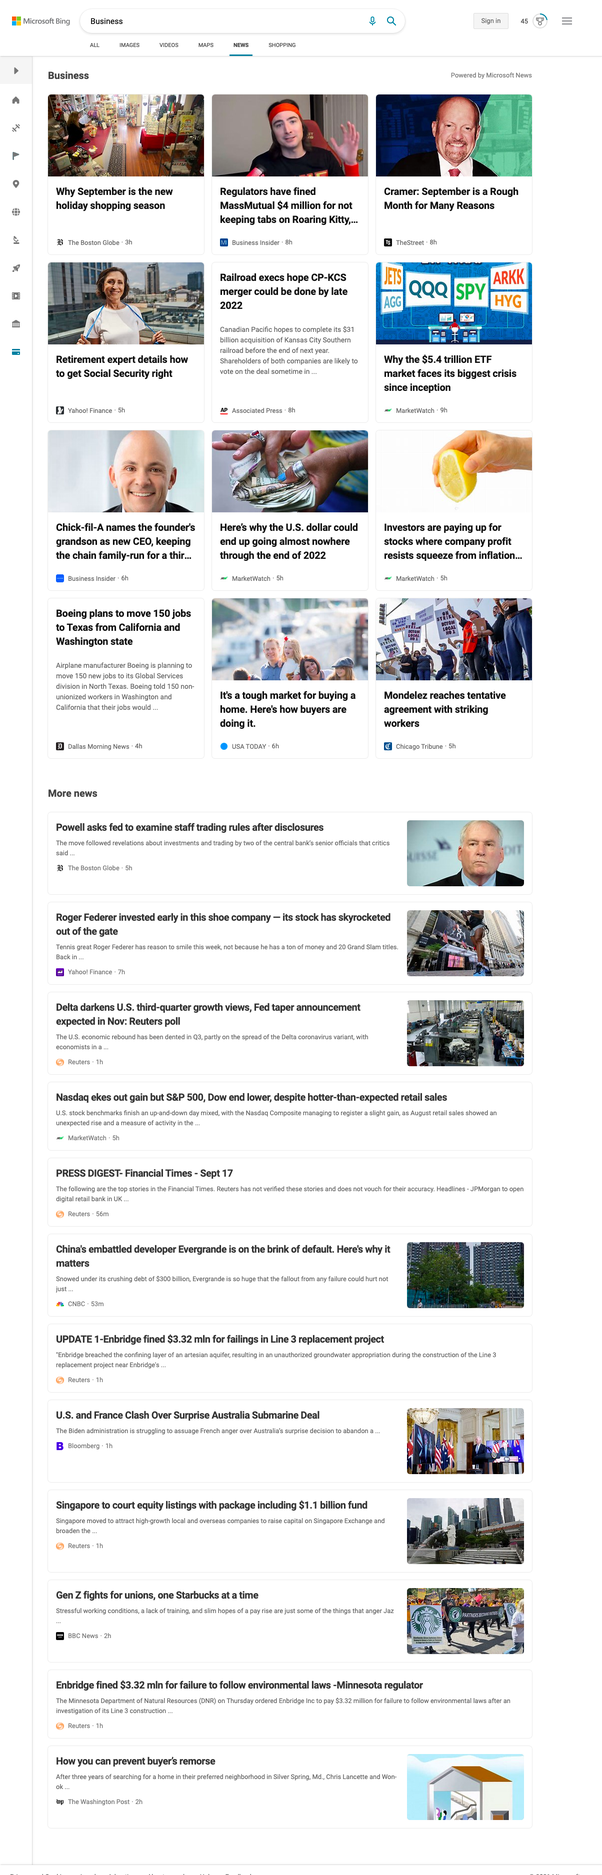 Microsoft Bing
Business
Sign in
45
ALL IMAGES VIDEOS MAPS NEWS SHOPPING
Business
Powered by Microsoft News
Why September is the new
holiday shopping season
The Boston Globe · 3h
Regulators have fined
MassMutual $4 million for not
keeping tabs on Roaring Kitty,...
Business Insider · 8h
Cramer: September is a Rough
Month for Many Reasons
TheStreet · 8h
Retirement expert details how
to get Social Security right
Yahoo! Finance · 5h
Railroad execs hope CP-KCS
merger could be done by late
2022
Canadian Pacific hopes to complete its $31
billion acquisition of Kansas City Southern
railroad before the end of next year.
Shareholders of both companies are likely to
vote on the deal sometime in ...
AP
Associated Press · 8h
JETS
AGG
QQQ
SPY
ARKK
HYG
Why the $5.4 trillion ETF
market faces its biggest crisis
since inception
MarketWatch · 9h
Chick-fil-A names the founder's
grandson as new CEO, keeping
the chain family-run for a thir...
Business Insider · 6h
Here's why the U.S. dollar could
end up going almost nowhere
through the end of 2022
MarketWatch · 5h
Investors are paying up for
stocks where company profit
resists squeeze from inflation...
MarketWatch · 5h
Boeing plans to move 150 jobs
to Texas from California and
Washington state
Airplane manufacturer Boeing is planning to
move 150 new jobs to its Global Services
division in North Texas. Boeing told 150 non-
unionized workers in Washington and
California that their jobs would ...
Dallas Morning News · 4h
It's a tough market for buying a
home. Here's how buyers are
doing it.
USA TODAY · 6h
ON STRIKE
Mondelez reaches tentative
agreement with striking
workers
Chicago Tribune · 5h
More news
Powell asks fed to examine staff trading rules after disclosures
The move followed revelations about investments and trading by two of the central bank's senior officials that critics
said ...
The Boston Globe · 5h
Roger Federer invested early in this shoe company — its stock has skyrocketed
out of the gate
Tennis great Roger Federer has reason to smile this week, not because he has a ton of money and 20 Grand Slam titles.
Back in ...
Yahoo! Finance · 7h
Delta darkens U.S. third-quarter growth views, Fed taper announcement
expected in Nov: Reuters poll
The U.S. economic rebound has been dented in Q3, partly on the spread of the Delta coronavirus variant, with
economists in a ...
Reuters · 1h
Nasdaq ekes out gain but S&P 500, Dow end lower, despite hotter-than-expected retail sales
U.S. stock benchmarks finish an up-and-down day mixed, with the Nasdaq Composite managing to register a slight gain, as August retail sales showed an
unexpected rise and a measure of activity in the ...
MarketWatch · 5h
PRESS DIGEST- Financial Times - Sept 17
The following are the top stories in the Financial Times. Reuters has not verified these stories and does not vouch for their accuracy. Headlines - JPMorgan to open
digital retail bank in UK ...
Reuters · 56m
China's embattled developer Evergrande is on the brink of default. Here's why it
matters
Snowed under its crushing debt of $300 billion, Evergrande is so huge that the fallout from any failure could hurt not
just ...
CNBC · 53m
UPDATE 1-Enbridge fined $3.32 mln for failings in Line 3 replacement project
"Enbridge breached the confining layer of an artesian aquifer, resulting in an unauthorized groundwater appropriation during the construction of the Line 3
replacement project near Enbridge's ...
Reuters · 1h
U.S. and France Clash Over Surprise Australia Submarine Deal
The Biden administration is struggling to assuage French anger over Australia's surprise decision to abandon a ...
Bloomberg · 1h
Singapore to court equity listings with package including $1.1 billion fund
Singapore moved to attract high-growth local and overseas companies to raise capital on Singapore Exchange and
broaden the ...
Reuters · 1h
Gen Z fights for unions, one Starbucks at a time
Stressful working conditions, a lack of training, and slim hopes of a pay rise are just some of the things that anger Jaz
...
BBC News · 2h
Enbridge fined $3.32 mln for failure to follow environmental laws -Minnesota regulator
The Minnesota Department of Natural Resources (DNR) on Thursday ordered Enbridge Inc to pay $3.32 million for failure to follow environmental laws after an
investigation of its Line 3 construction ...
Reuters · 1h
How you can prevent buyer's remorse
After three years of searching for a home in their preferred neighborhood in Silver Spring, Md., Chris Lancette and Won-
ok ...
The Washington Post · 2h